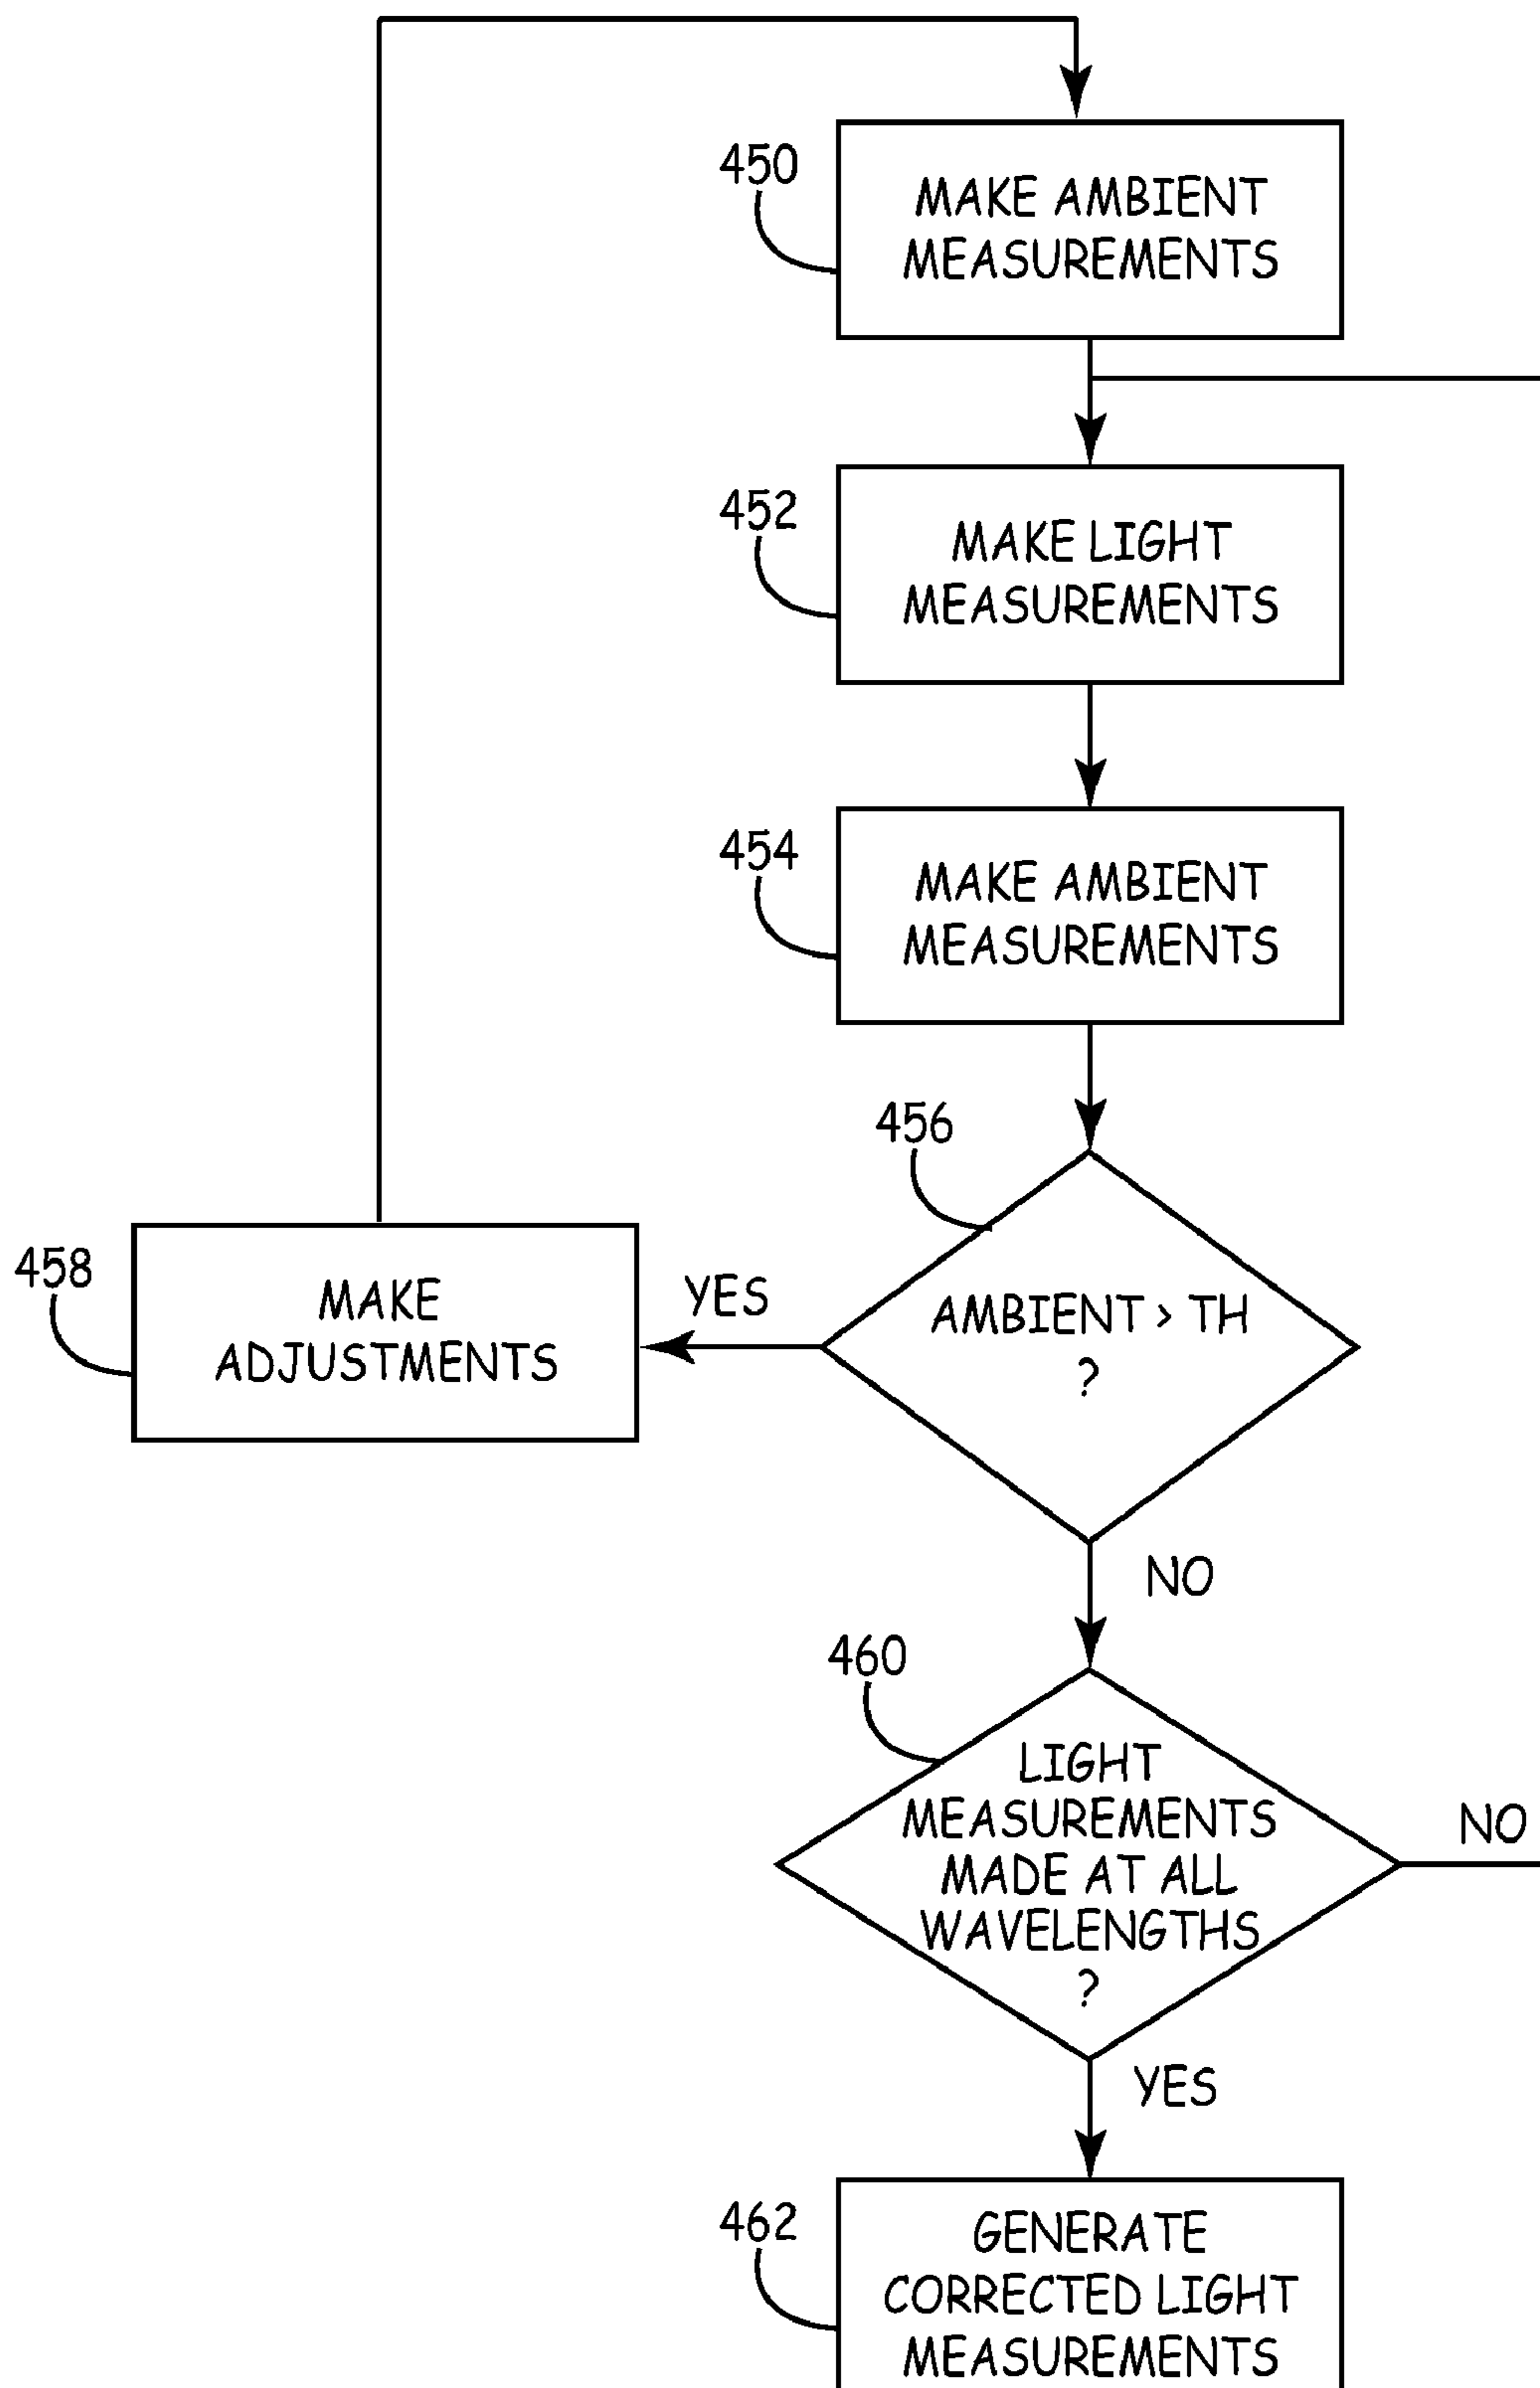 450
MAKE AMBIENT
MEASUREMENTS
452
MAKE LIGHT
MEASUREMENTS
454
MAKE AMBIENT
MEASUREMENTS
456
458
MAKE
ADJUSTMENTS
YES
AMBIENT > TH
?
NO
460
LIGHT
MEASUREMENTS
MADE AT ALL
WAVELENGTHS
?
NO
YES
462
GENERATE
CORRECTED LIGHT
MEASUREMENTS